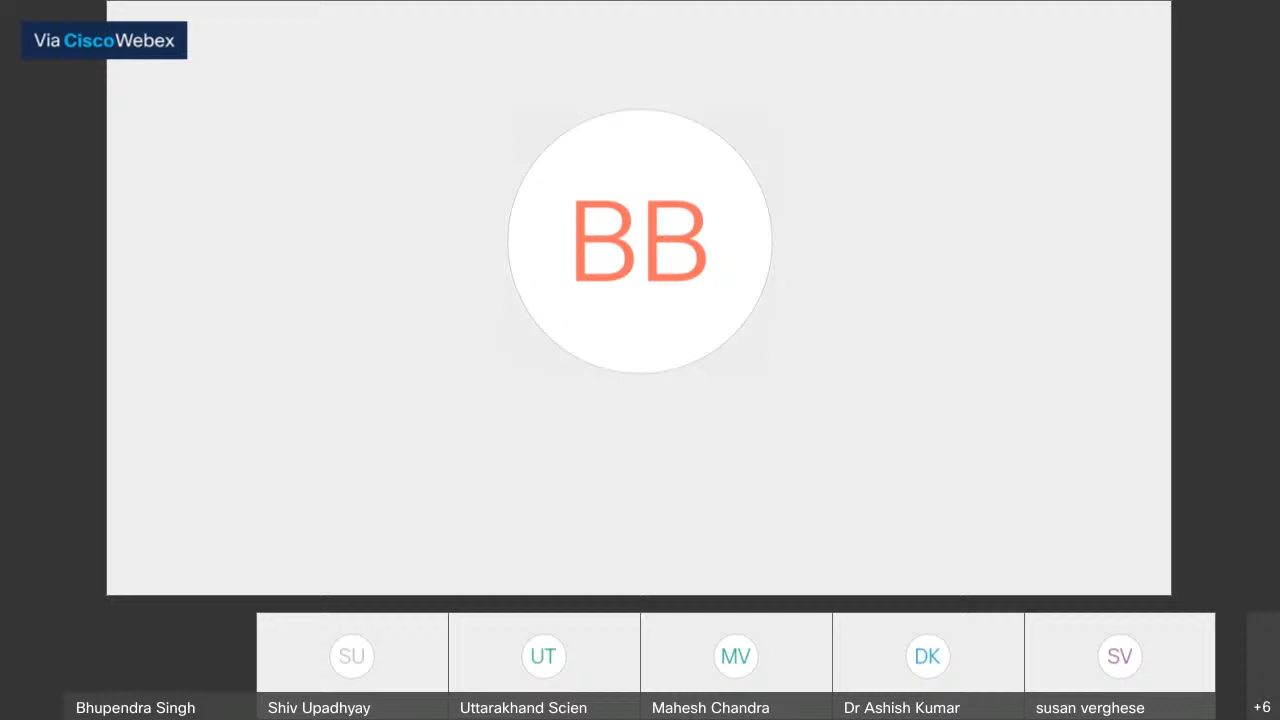 Via CiscoWebex
BB
SU
UT
MV
DK
SV
Bhupendra Singh
Shiv Upadhyay
Uttarakhand Scien
Mahesh Chandra
Dr Ashish Kumar
susan verghese
+6